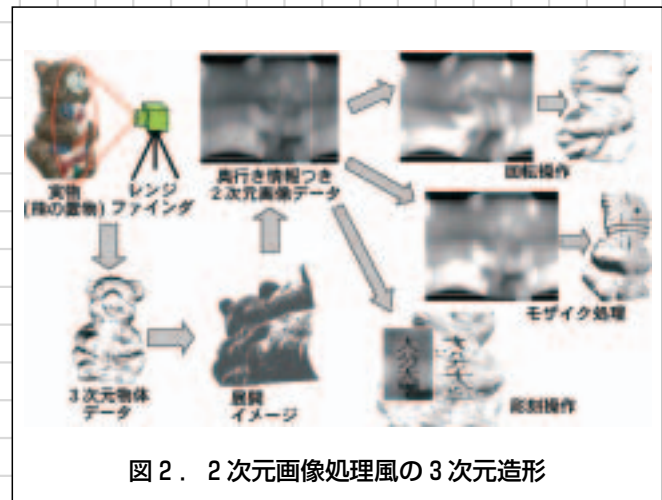 実物
(熊の置物)
レンジ
ファインダ
奥行き情報つき
2次元画像データ
回転操作
モザイク処理
3次元物体
データ
展開
イメージ
彫刻操作
図2. 2次元画像処理風の3次元造形